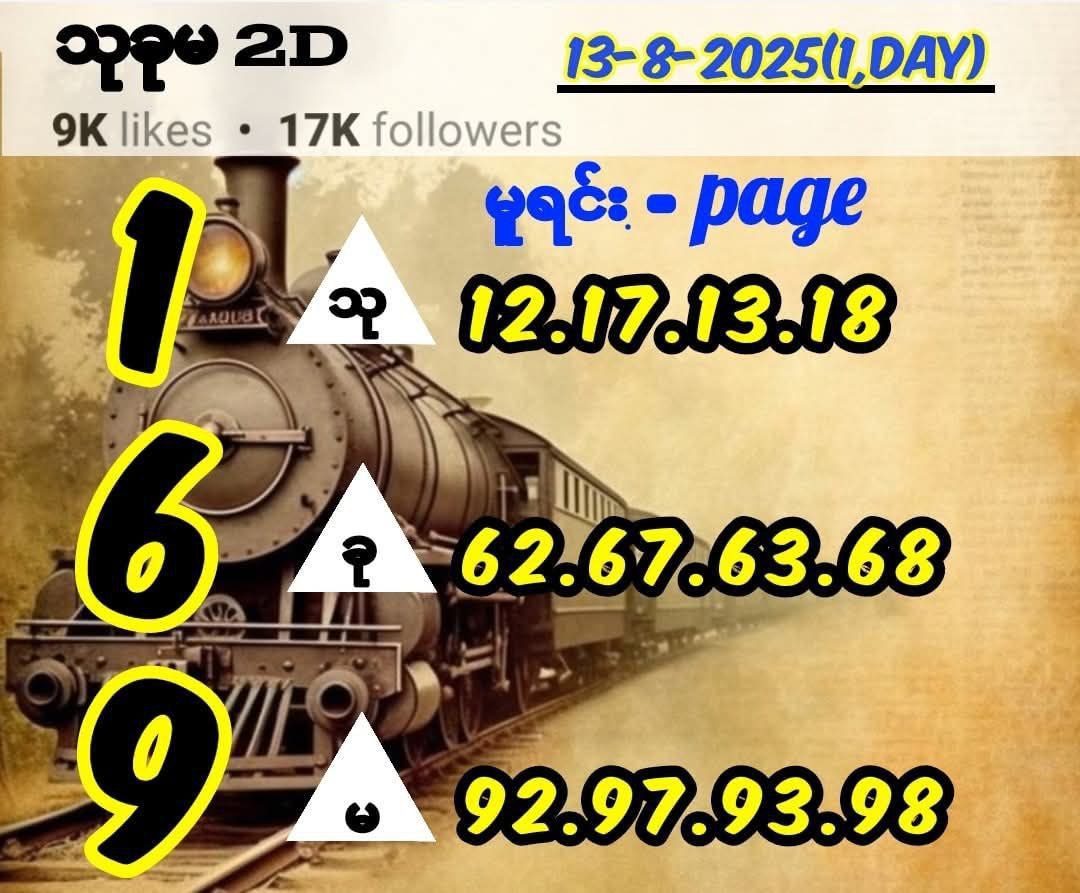 သုခုမ 2D
13-8-2025(1,DAY)
9K likes • 17K followers
မူရင်း - page
1
သု
12.17.13.18
6
ခု
62.67.63.68
9
မ
92.97.93.98